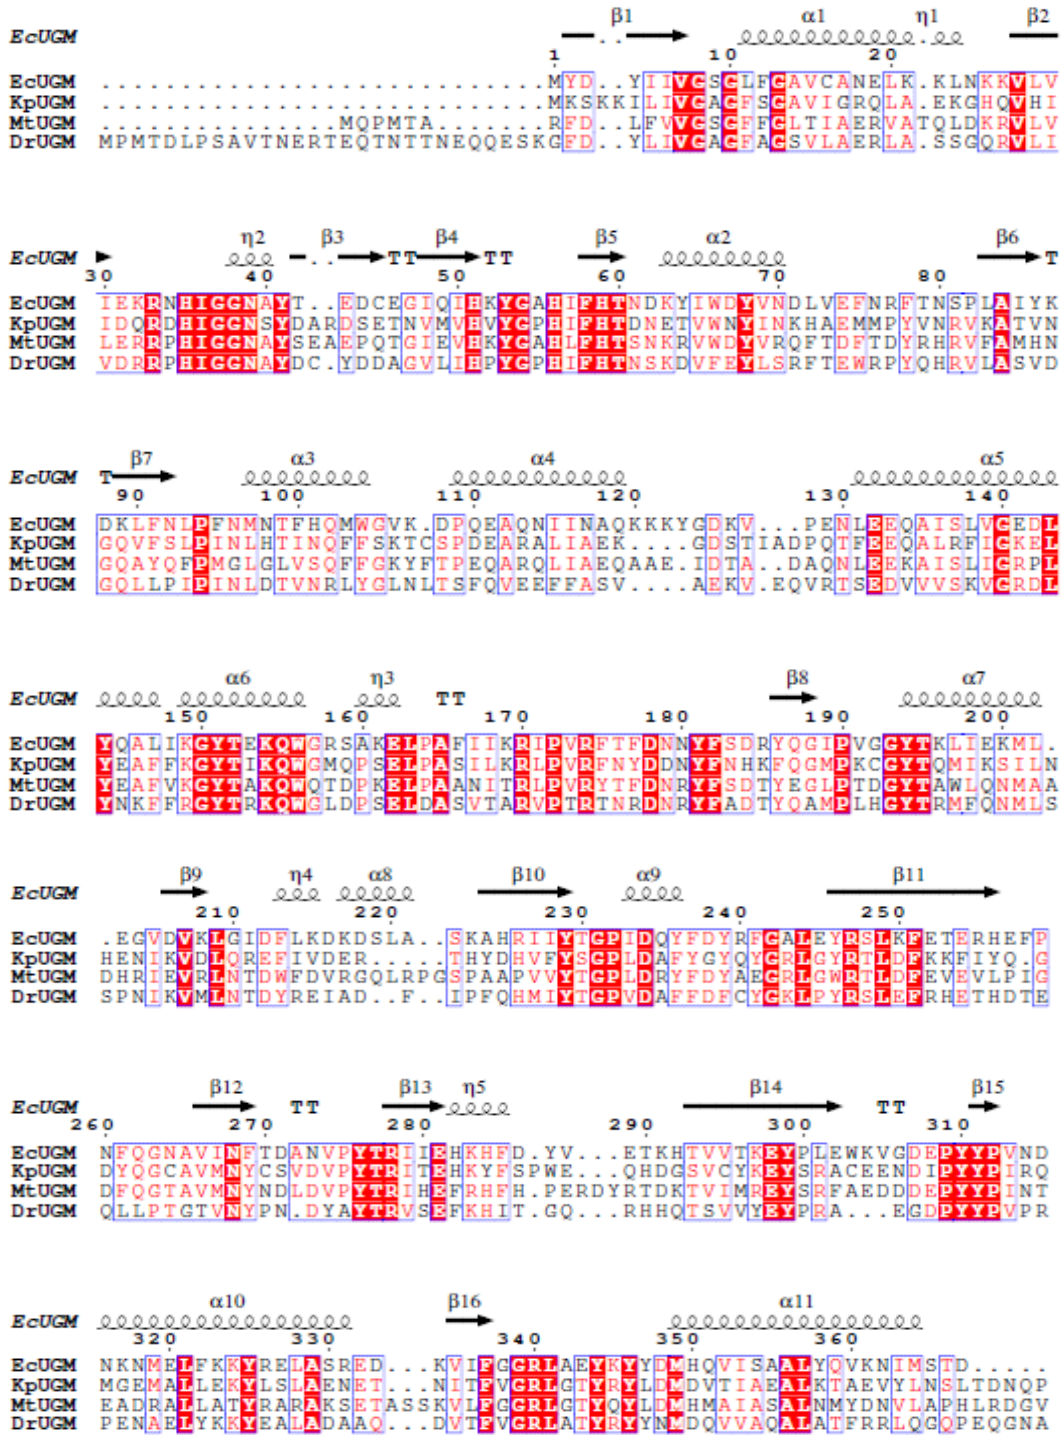 β1 α1 η1 β2
EcUGM
1 10 20
EcUGM ............................MYD..YIIVGSGLFGAVCANELK.KLNKKVLV
KpUGM ............................MKSKKILIVGAGFSGAVIGRQLA.EKGHQVHI
MtUGM ...............MQPMTA.......RFD..LFVVGSGFFGLTIAERVATQLDKRVLV
DrUGM MPMTDLPSAVTNERTEQTNTTNEQQESKGFD..YLIVGAGFAGSVLAERLA.SSGQRVLI
η2 β3 β4 β5 α2 β6
EcUGM TT TT T
30 40 50 60 70 80
EcUGM IEKRNHIGGNAYT..EDCEGIQIHKYGAHIFHTNDKYIWDYVNDLVEFNRFTNSPLAIYK
KpUGM IDQRDHIGGNSYDARDSETNVMVHVYGPHIFHTDNETVWNYINKHAEMMPYVNRVKATVN
MtUGM LERRPHIGGNAYSEAEPQTGIEVHKYGAHLFHTSNKRVWDYVRQFTDFTDYRHRVFAMHN
DrUGM VDRRPHIGGNAYDC.YDDAGVLIHPYGPHIFHTNSKDVFEYLSRFTEWRPYQHRVLASVD
β7 α3 α4 α5
EcUGM T
90 100 110 120 130 140
EcUGM DKLFNLPFNMNTFHQMWGVK.DPQEAQNIINAQKKKYGDKV...PENLEEQAISLVGEDL
KpUGM GQVFSLPINLHTINQFFSKTCSPDEARALIAEK....GDSTIADPQTFEEQALRFIGKEL
MtUGM GQAYQFPMGLGLVSQFFGKYFTPEQARQLIAEQAAE.IDTA..DAQNLEEKAISLIGRPL
DrUGM GQLLPIPINLDTVNRLYGLNLTSFQVEEFFASV....AEKV.EQVRTSEDVVVSKVGRDL
α6 η3 β8 α7
EcUGM TT
150 160 170 180 190 200
EcUGM YQALIKGYTEKQWGRSAKELPAFIIKRIPVRFTFDNNYFSDRYQGIPVGGYTKLIEKML.
KpUGM YEAFFKGYTIKQWGMQPSELPASILKRLPVRFNYDDNYFNHKFQGMPKCGYTQMIKSILN
MtUGM YEAFVKGYTAKQWQTDPKELPAANITRLPVRYTFDNRYFSDTYEGLPTDGYTAWLQNMAA
DrUGM YNKFFRGYTRKQWGLDPSELDASVTARVPTRTNRDNRYFADTYQAMPLHGYTRMFQNMLS
β9 η4 α8 β10 α9 β11
EcUGM
210 220 230 240 250
EcUGM .EGVDVKLGIDFLKDKDSLA..SKAHRIIYTGPIDQYFDYRFGALEYRSLKFETERHEFP
KpUGM HENIKVDLQREFIVDER.....THYDHVFYSGPLDAFYGYQYGRLGYRTLDFKKFIYQ.G
MtUGM DHRIEVRLNTDWFDVRGQLRPGSPAAPVVYTGPLDRYFDYAEGRLGWRTLDFEVEVLPIG
DrUGM SPNIKVMLNTDYREIAD..F..IPFQHMIYTGPVDAFFDFCYGKLPYRSLEFRHETHDTE
β12 β13 η5 β14 β15
EcUGM TT TT
260 270 280 290 300 310
EcUGM NFQGNAVINFTDANVPYTRIIEHKHFD.YV...ETKHTVVTKEYPLEWKVGDEPYYPVND
KpUGM DYQGCAVMNYCSVDVPYTRITEHKYFSPWE...QHDGSVCYKEYSRACEENDIPYYPIRQ
MtUGM DFQGTAVMNYNDLDVPYTRIHEFRHFH.PERDYRTDKTVIMREYSRFAEDDDEPYYPINT
DrUGM QLLPTGTVNYPN.DYAYTRVSEFKHIT.GQ...RHHQTSVVYEYPRA...EGDPYYPVPR
α10 β16 α11
EcUGM
320 330 340 350 360
EcUGM NKNMELFKKYRELASRED...KVIFGGRLAEYKYYDMHQVISAALYQVKNIMSTD.....
KpUGM MGEMALLEKYLSLAENET...NITFVGRLGTYRYLDMDVTIAEALKTAEVYLNSLTDNQP
MtUGM EADRALLATYRARAKSETASSKVLFVGRLGTYQYLDMHMAIASALNMYDNVLAPHLRDGV
DrUGM PENAELYKKYEALADAAQ...DVTFVGRLATYRYYNMDQVVAQALATFRRLQGQPEQGNA